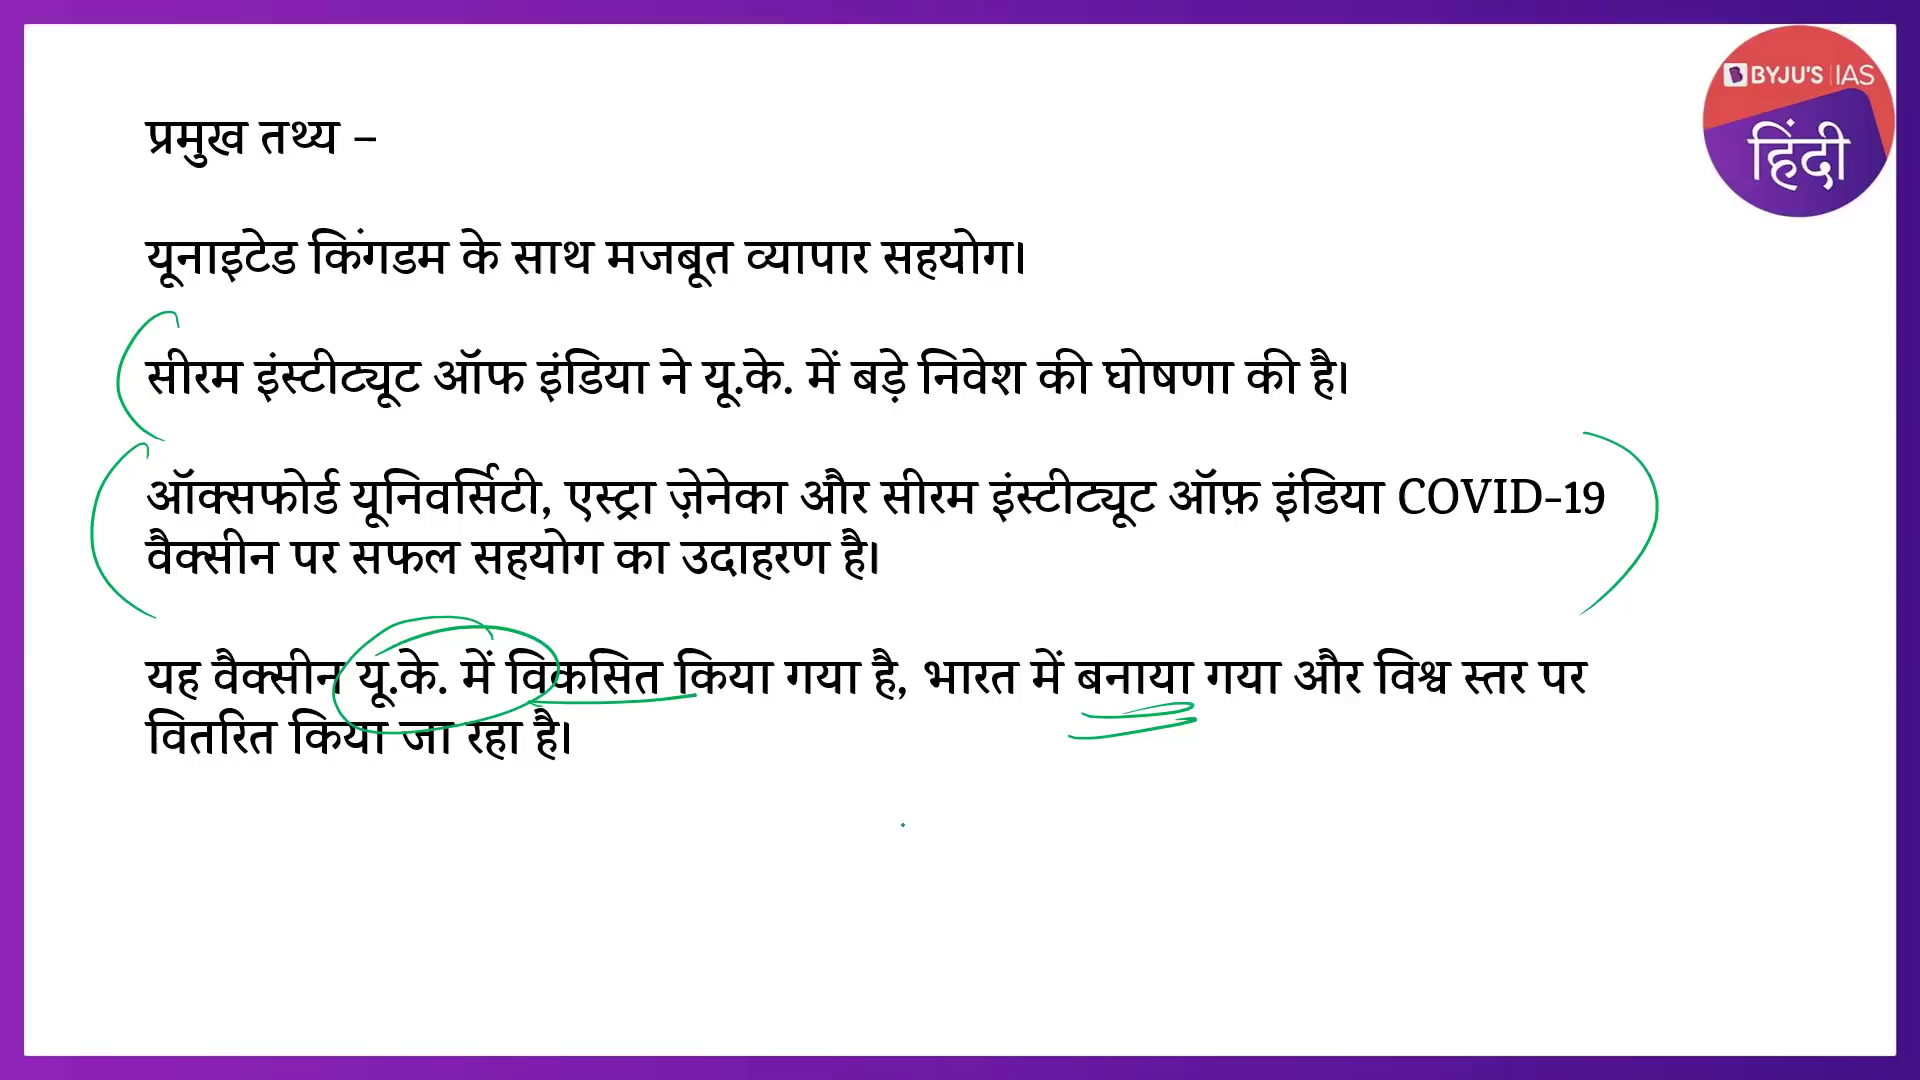 BYJU'S IAS
हिंदी
प्रमुख तथ्य –
यूनाइटेड किंगडम के साथ मजबूत व्यापार सहयोग।
सीरम इंस्टीट्यूट ऑफ इंडिया ने यू.के. में बड़े निवेश की घोषणा की है।
ऑक्सफोर्ड यूनिवर्सिटी, एस्ट्रा ज़ेनेका और सीरम इंस्टीट्यूट ऑफ़ इंडिया COVID-19
वैक्सीन पर सफल सहयोग का उदाहरण है।
यह वैक्सीन यू.के. में विकसित किया गया है, भारत में बनाया गया और विश्व स्तर पर
वितरित किया जा रहा है।